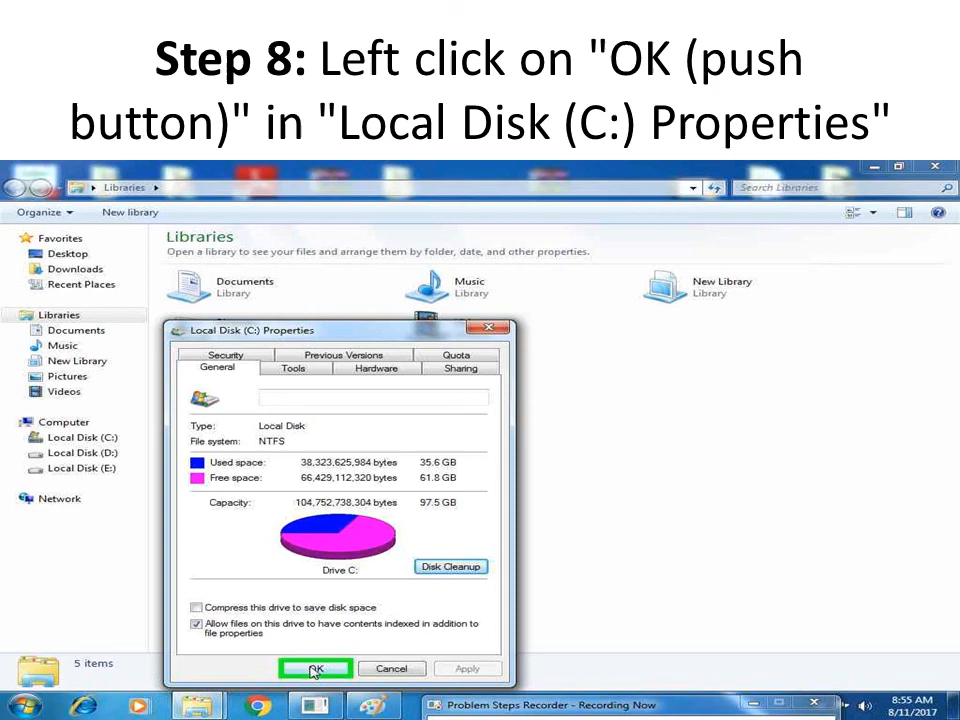 Step 8: Left click on "OK (push
button)" in "Local Disk (C:) Properties"
Libraries
Search Libraries
Organize
New library
Favorites
Desktop
Downloads
Recent Places
Libraries
Documents
Music
New Library
Pictures
Videos
Computer
Local Disk (C:)
Local Disk (D:)
Local Disk (E:)
Network
Libraries
Open a library to see your files and arrange them by folder, date, and other properties.
Documents
Library
Music
Library
New Library
Library
Local Disk (C:) Properties
Security Previous Versions Quota
General Tools Hardware Sharing
Type: Local Disk
File system: NTFS
Used space: 38,323,625,984 bytes 35.6 GB
Free space: 66,429,112,320 bytes 61.8 GB
Capacity: 104,752,738,304 bytes 97.5 GB
Drive C:
Disk Cleanup
Compress this drive to save disk space
Allow files on this drive to have contents indexed in addition to
file properties
OK Cancel Apply
5 items
Problem Steps Recorder - Recording Now
8:55 AM
8/11/2017